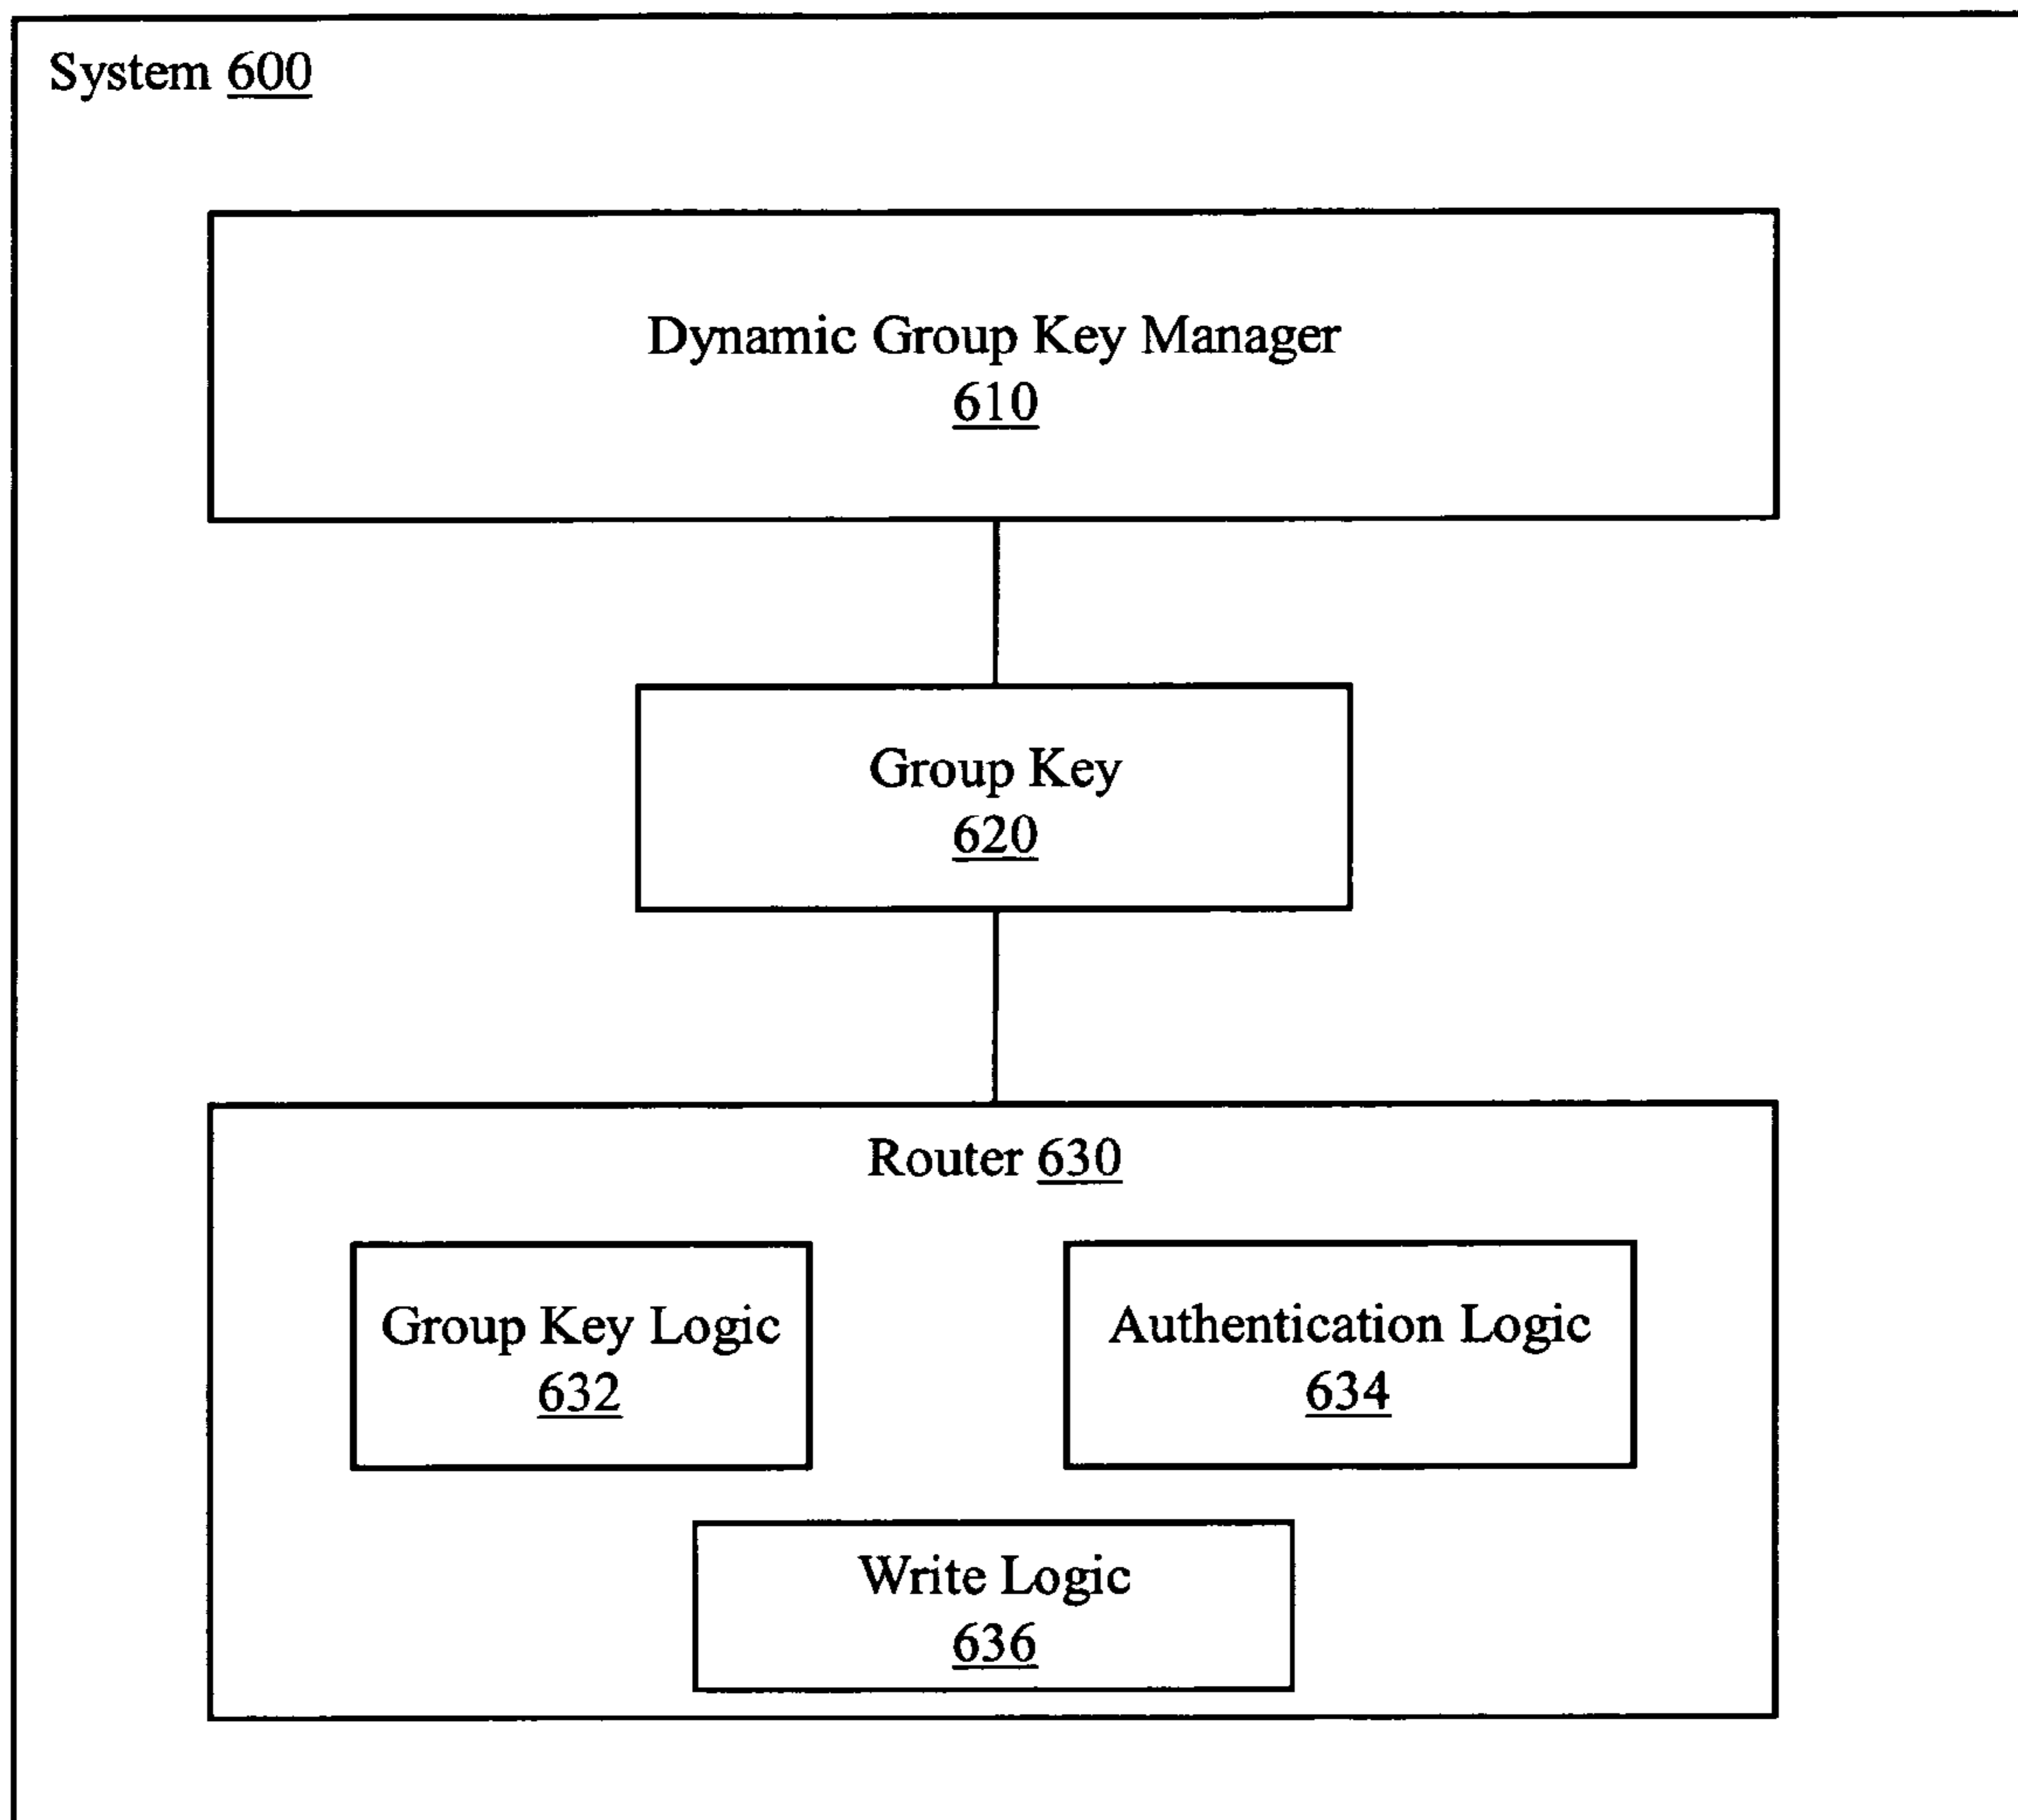 System 600
Dynamic Group Key Manager
610
Group Key
620
Router 630
Group Key Logic
632
Authentication Logic
634
Write Logic
636